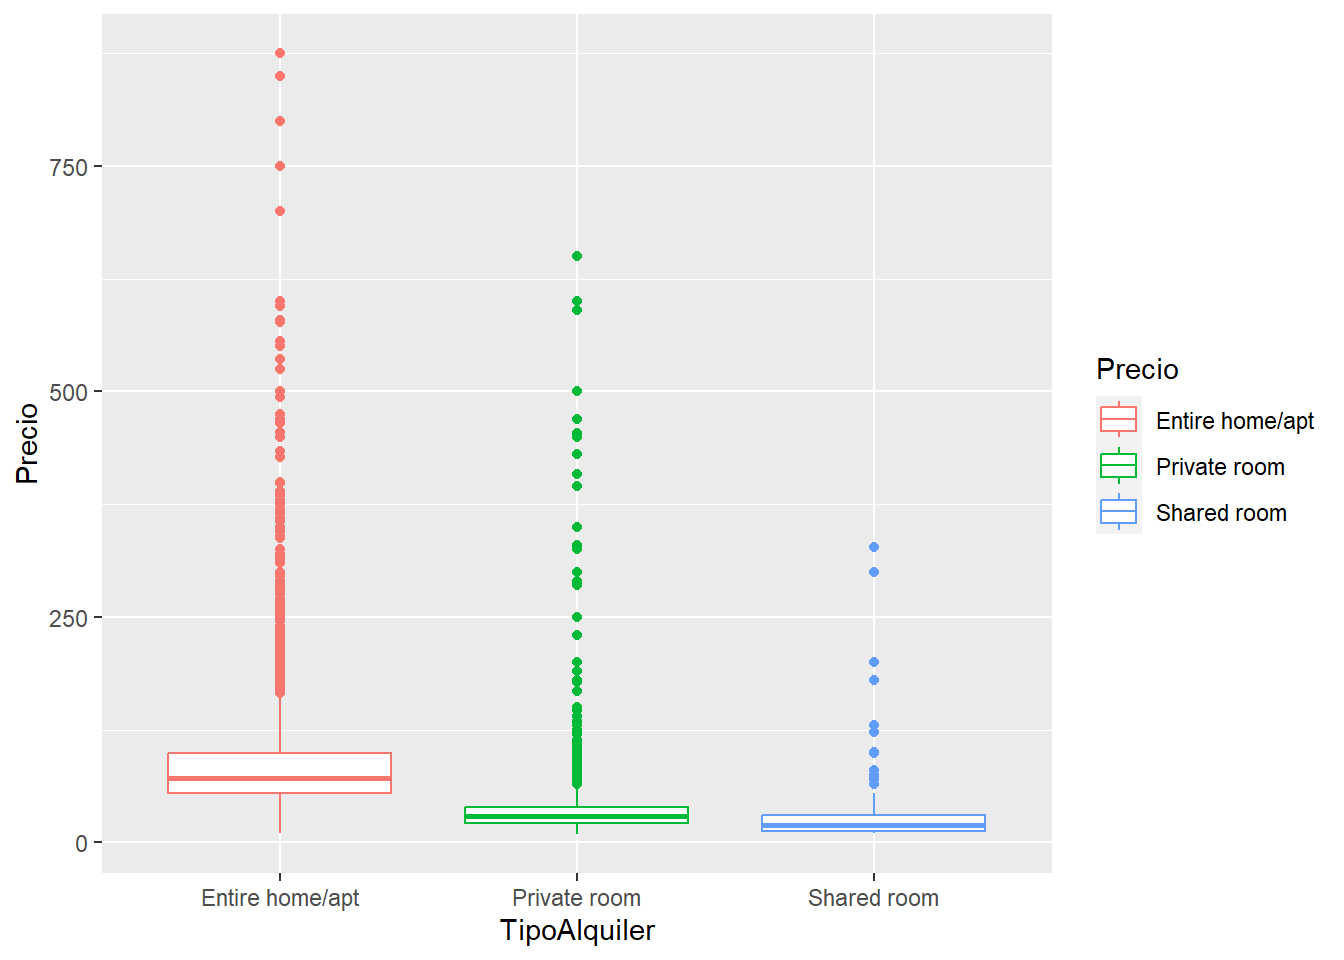 Precio
750
500
250
0
Entire home/apt
Private room
Shared room
TipoAlquiler
Precio
Entire home/apt
Private room
Shared room